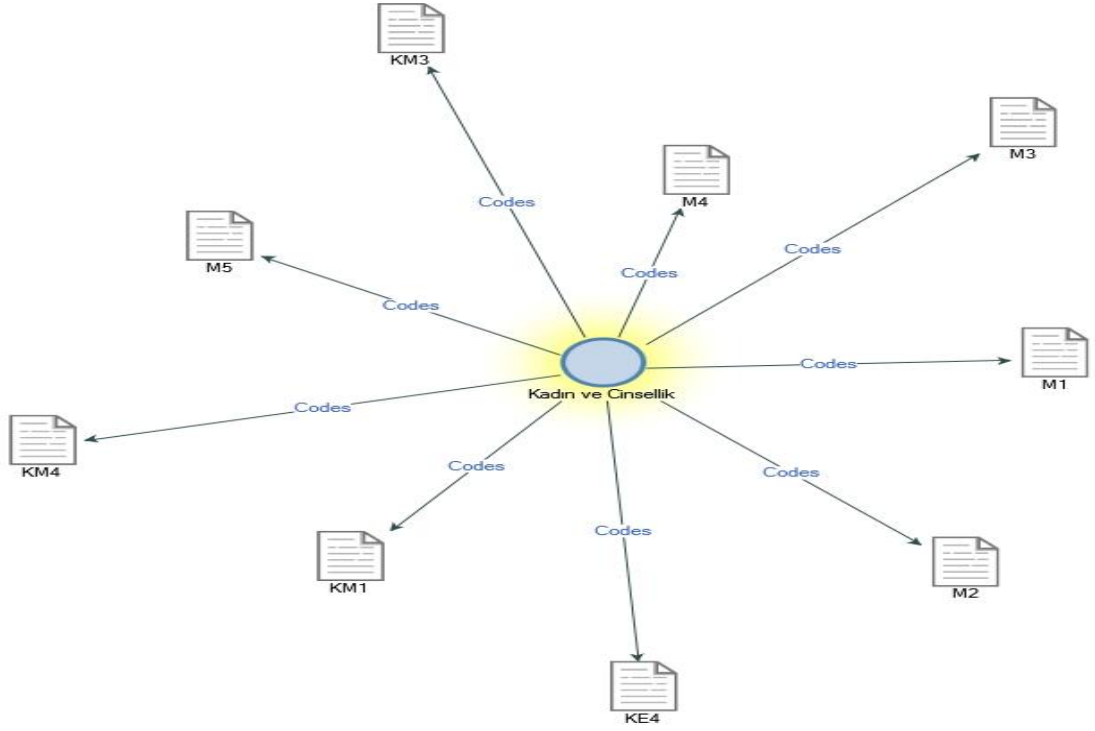 KM3
M3
M4
Codes
M5
Codes
Codes
Codes
Codes
M1
Kadın ve Cinsellik
Codes
KM4
Codes
Codes
Codes
KM1
M2
KE4